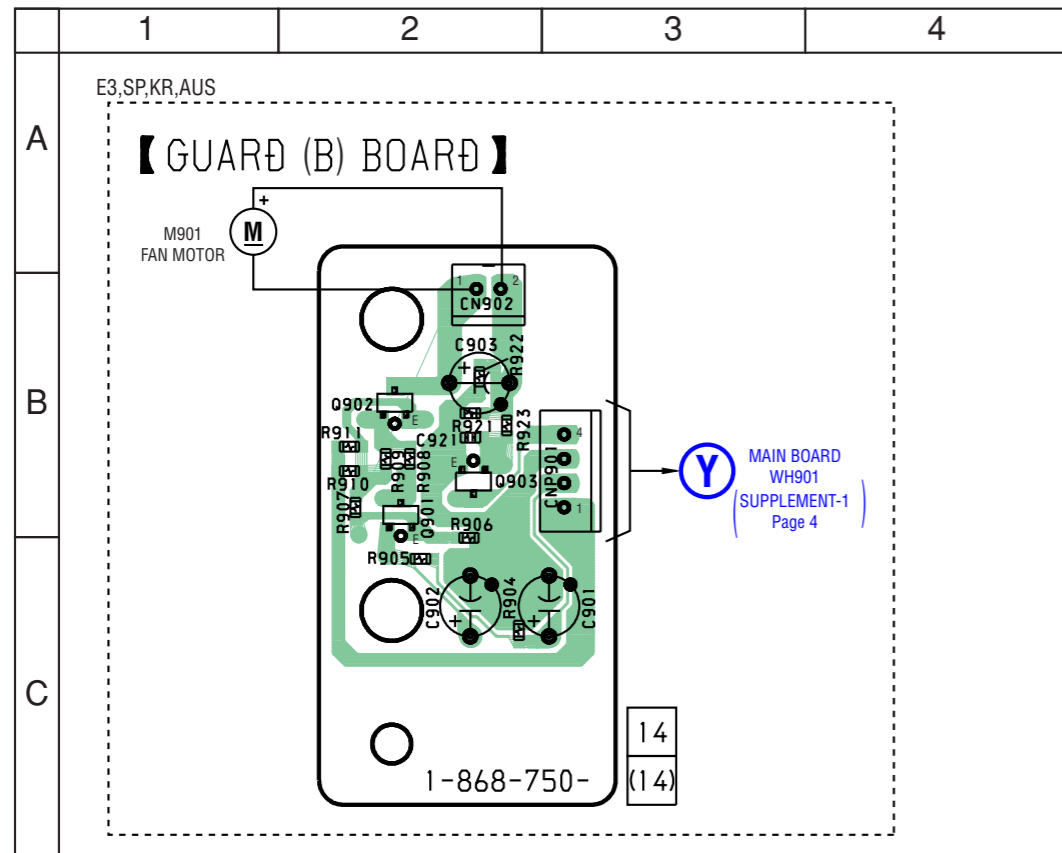 1 2 3 4
E3,SP,KR,AUS
A
【GUARD (B) BOARD】
+
M
M901
FAN MOTOR
1 2
CN902
C903
+
R922
B
Q902
E
R911
R921
R923
C921
4
R909
R908
E
R910
Q903
CNP901
Y
MAIN BOARD
WH901
(SUPPLEMENT-1
Page 4)
R907
Q901
1
R906
E
R905
C902
+
R904
+
C901
C
14
1-868-750-
(14)